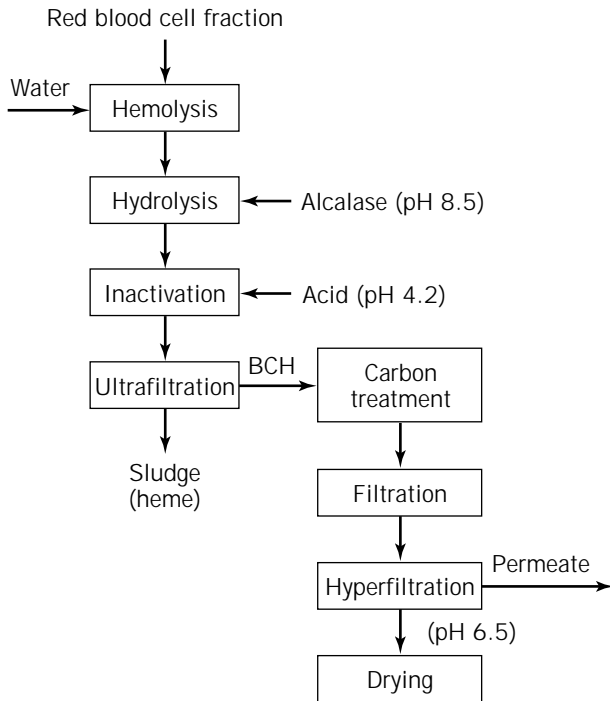 Red blood cell fraction
Water
Hemolysis
Hydrolysis
Alcalase (pH 8.5)
Inactivation
Acid (pH 4.2)
Ultrafiltration
BCH
Carbon
treatment
Sludge
(heme)
Filtration
Hyperfiltration
Permeate
(pH 6.5)
Drying